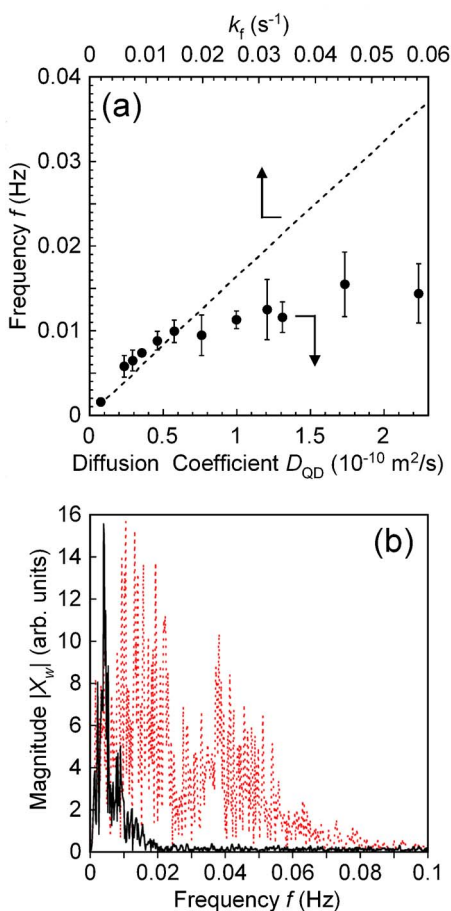 k_f (s⁻¹)
0 0.01 0.02 0.03 0.04 0.05 0.06
(a)
0.04
0.03
0.02
0.01
0
Frequency f (Hz)
0 0.5 1 1.5 2
Diffusion Coefficient D_QD (10⁻¹⁰ m²/s)
(b)
16
14
12
10
8
6
4
2
0
Magnitude |X_w| (arb. units)
0 0.02 0.04 0.06 0.08 0.1
Frequency f (Hz)